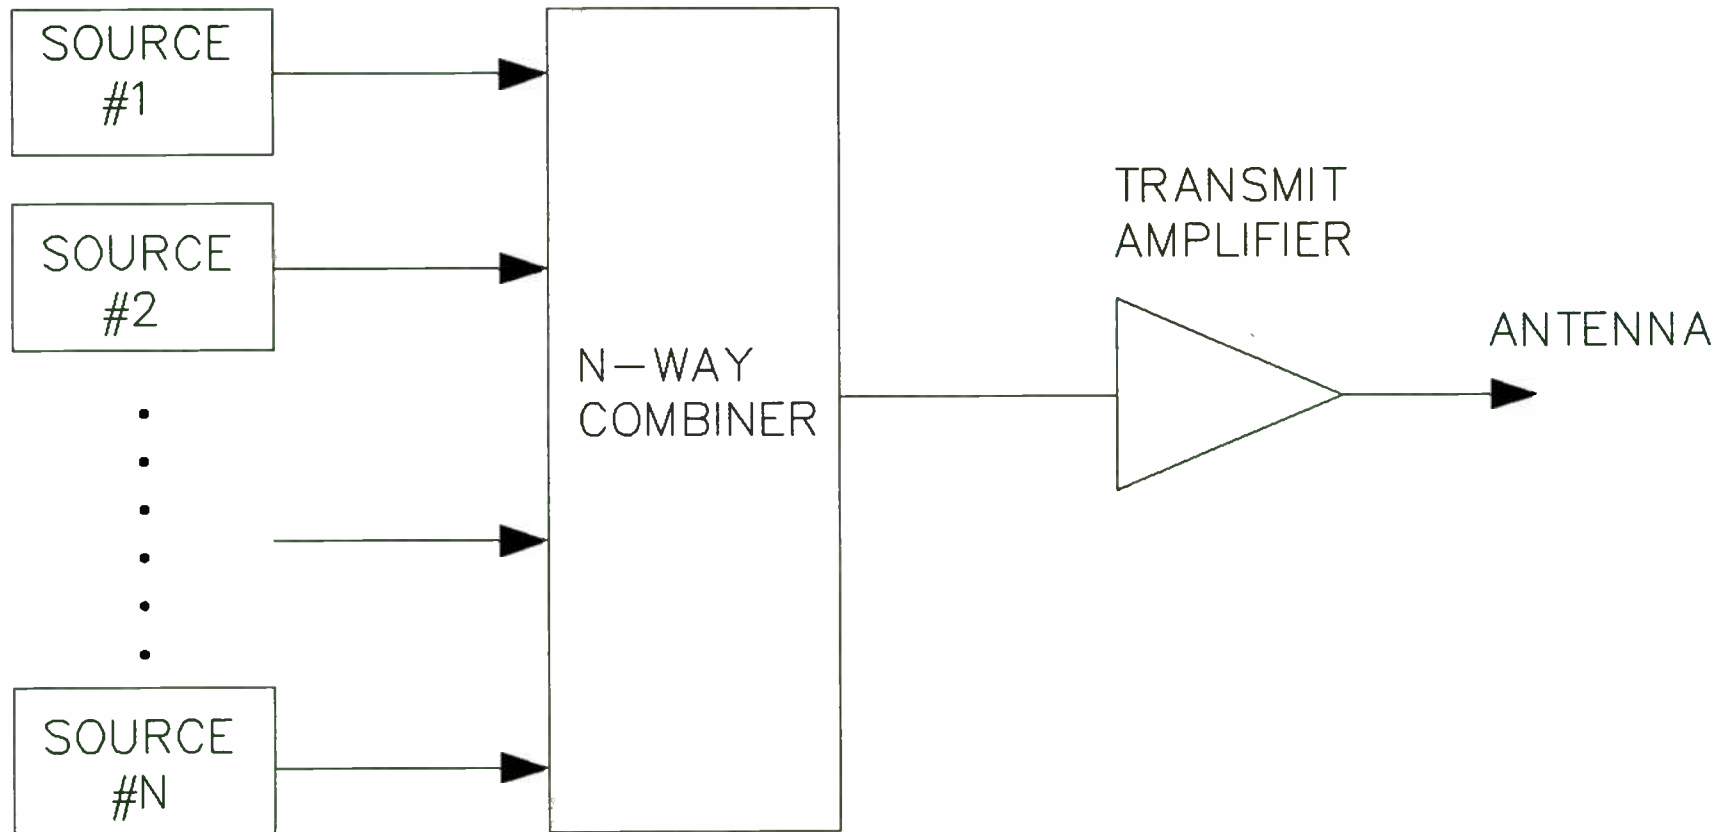 SOURCE
#1
SOURCE
#2
N-WAY
COMBINER
SOURCE
#N
TRANSMIT
AMPLIFIER
ANTENNA